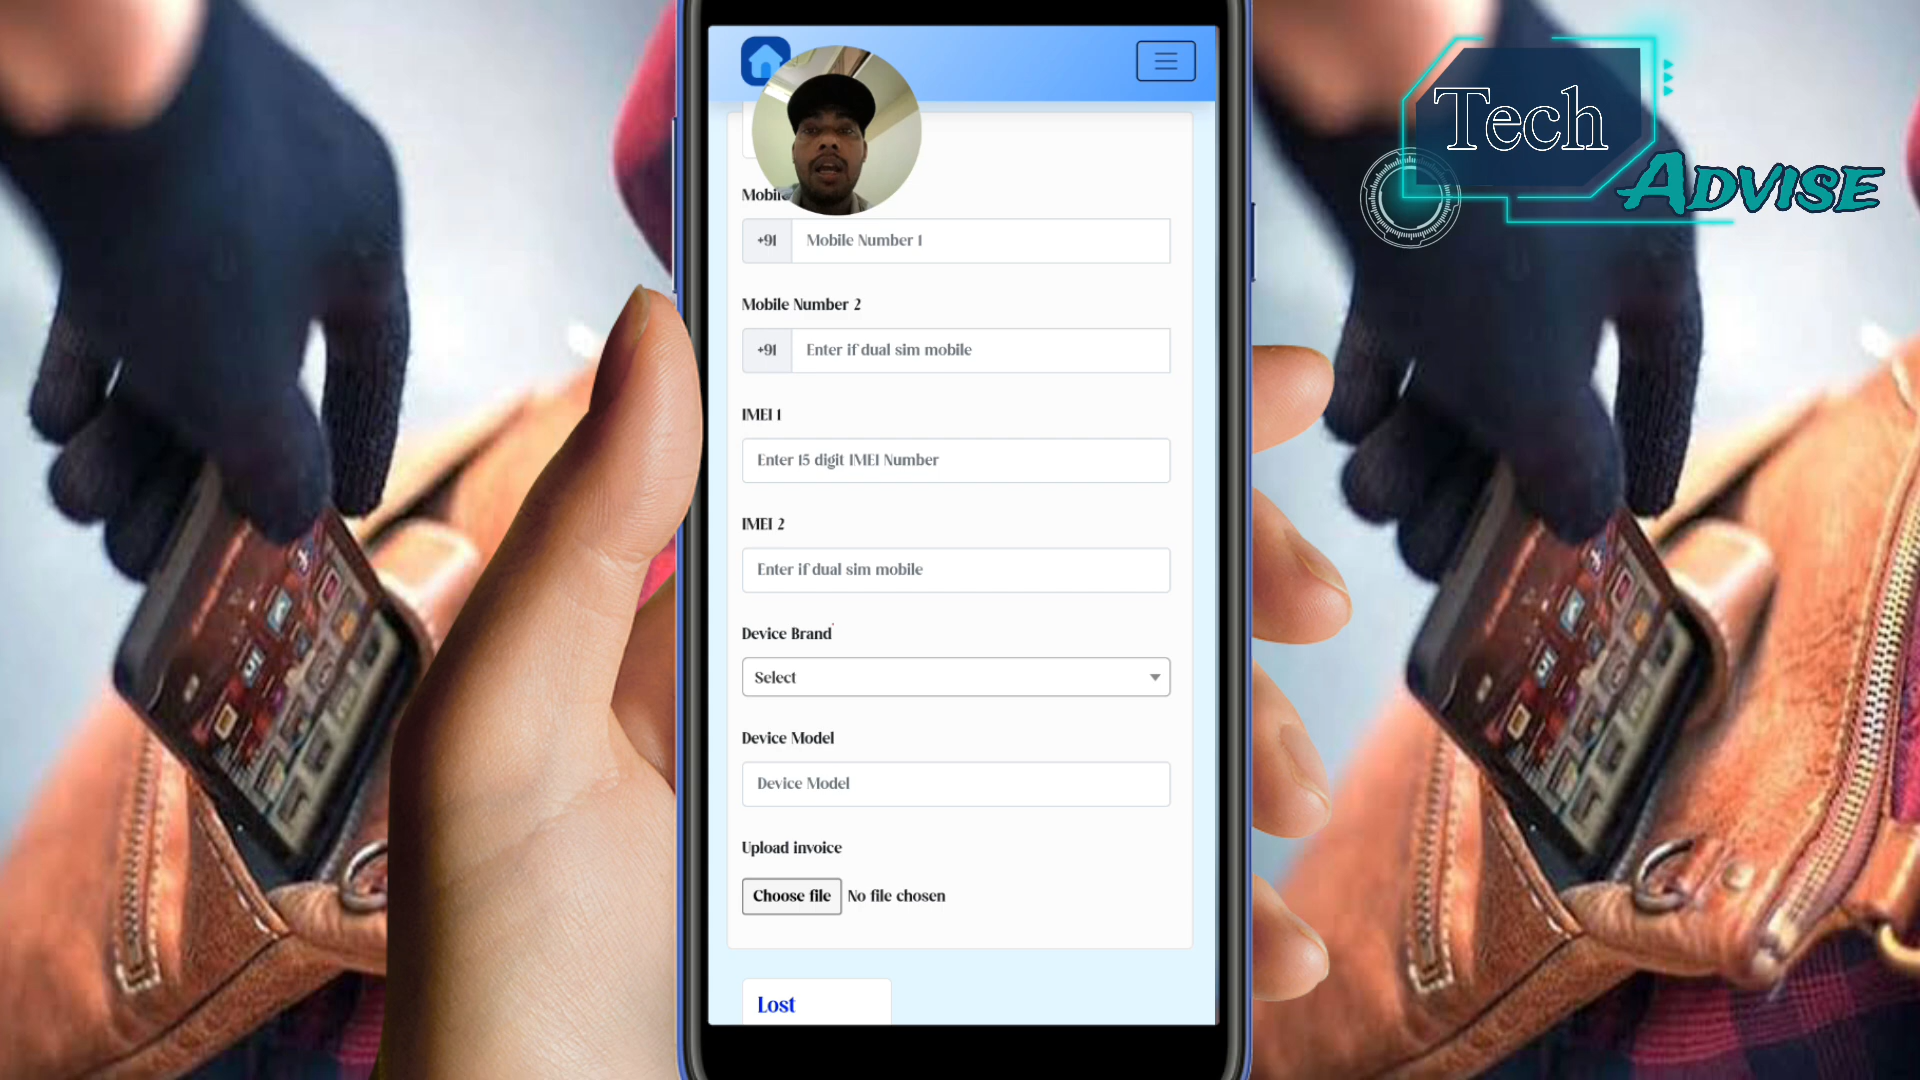 Tech
ADVISE
Mobile
+91 Mobile Number 1
Mobile Number 2
+91 Enter if dual sim mobile
IMEI 1
Enter 15 digit IMEI Number
IMEI 2
Enter if dual sim mobile
Device Brand*
Select
Device Model
Device Model
Upload invoice
Choose file No file chosen
Lost